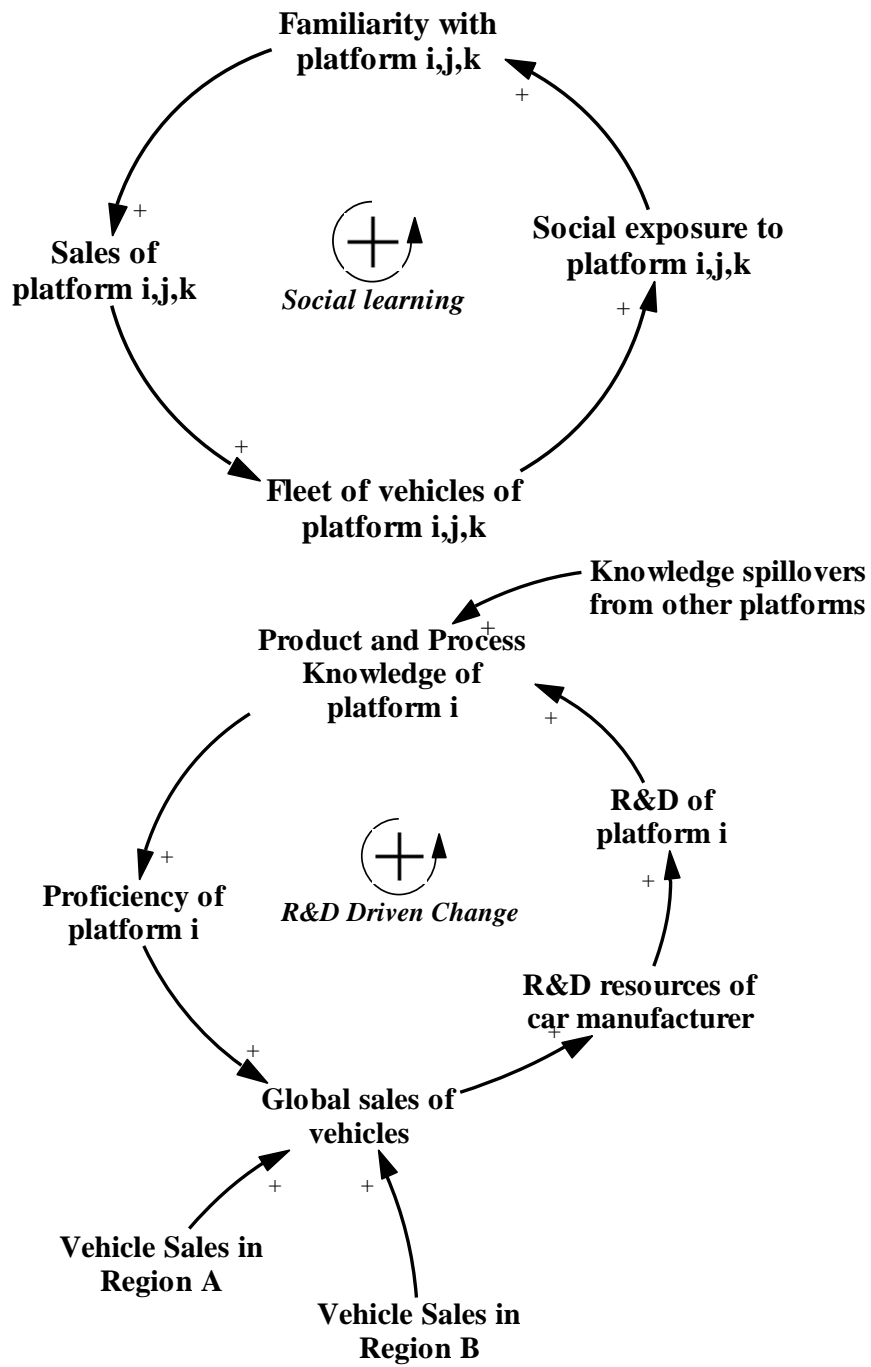 Familiarity with
platform i,j,k
+
+
Social exposure to
platform i,j,k
Sales of
platform i,j,k
+
Social learning
+
+
Fleet of vehicles of
platform i,j,k
Knowledge spillovers
from other platforms
+
Product and Process
Knowledge of
platform i
+
R&D of
platform i
+
+
Proficiency of
platform i
+
R&D Driven Change
R&D resources of
car manufacturer
+
+
Global sales of
vehicles
+
+
Vehicle Sales in
Region A
Vehicle Sales in
Region B